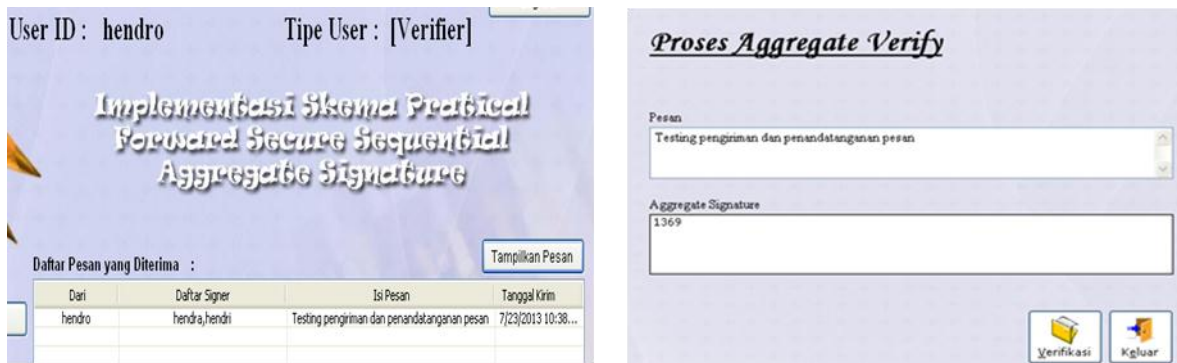 User ID : hendro Tipe User : [Verifier]
Implementasi Skema Pratical
Forward Secure Sequential
Aggregate Signature
Tampilkan Pesan
Daftar Pesan yang Diterima :
Dari Daftar Signer Isi Pesan Tanggal Kirim
hendro hendra,hendri Testing pengiriman dan penandatanganan pesan 7/23/2013 10:38...
Proses Aggregate Verify
Pesan
Testing pengiriman dan penandatanganan pesan
Aggregate Signature
1369
Verifikasi Keluar